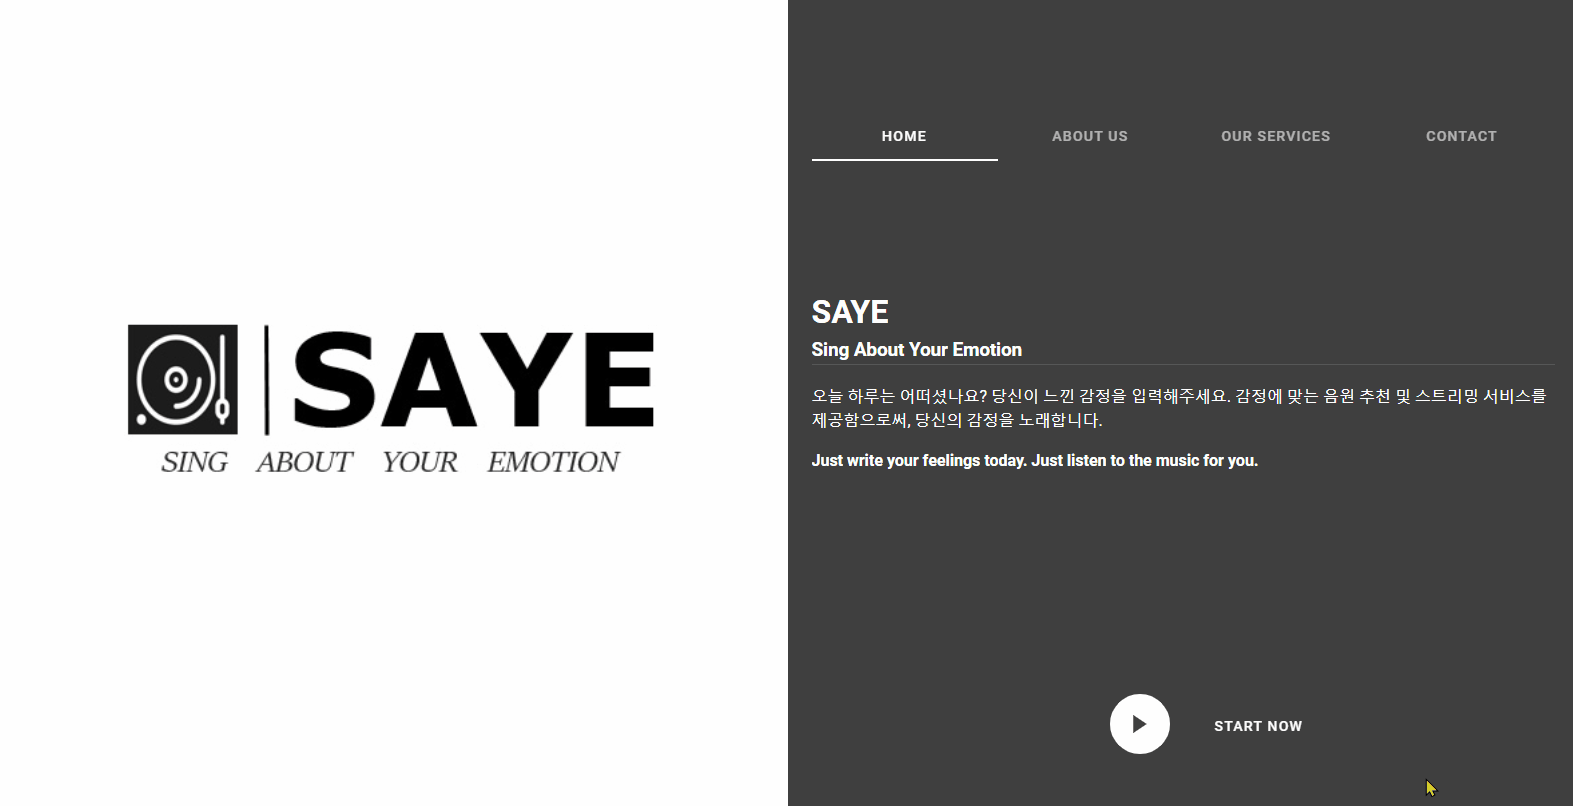 SAYE
SING ABOUT YOUR EMOTION
HOME
ABOUT US
OUR SERVICES
CONTACT
SAYE
Sing About Your Emotion
오늘 하루는 어떠셨나요? 당신이 느낀 감정을 입력해주세요. 감정에 맞는 음원 추천 및 스트리밍 서비스를
제공함으로써, 당신의 감정을 노래합니다.
Just write your feelings today. Just listen to the music for you.
START NOW